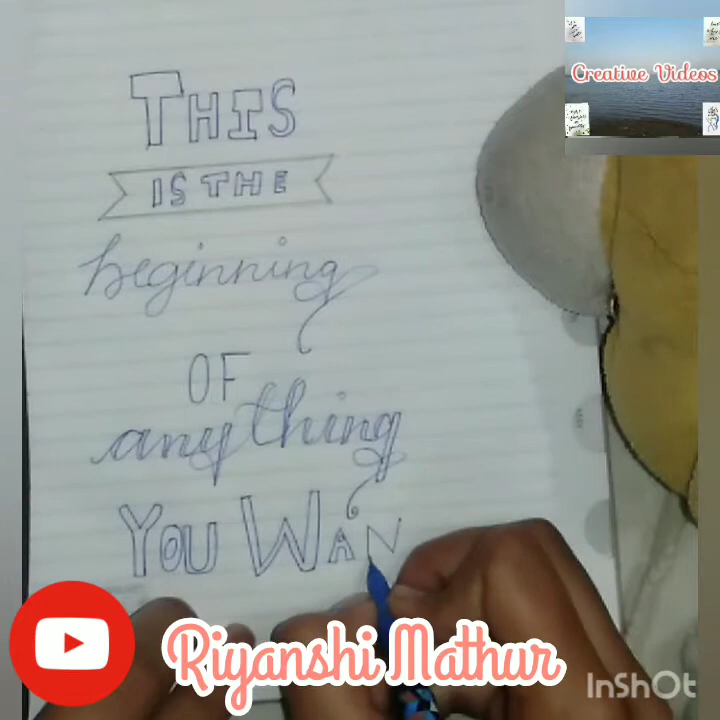 Creative Videos
THIS
IS THE
beginning
OF
anything
YOU WAN
Riyanshi Mathur
InShOt